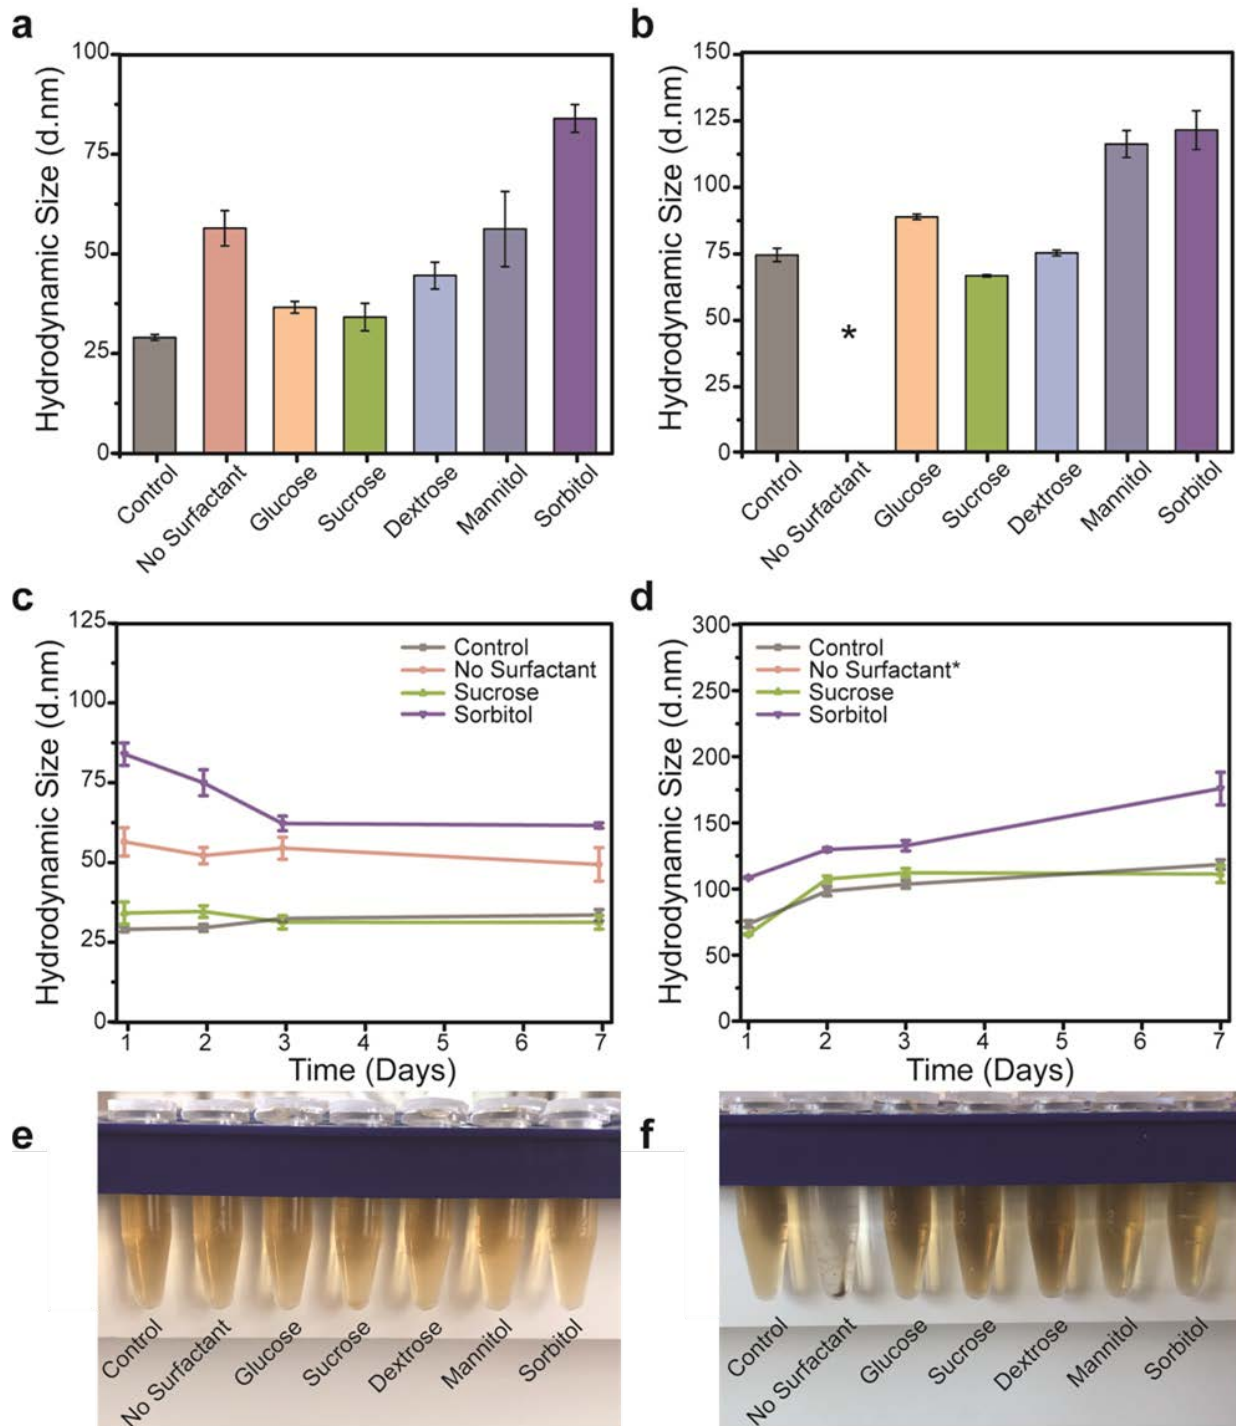 a
Hydrodynamic Size (d.nm)
100
75
50
25
0
Control
No Surfactant
Glucose
Sucrose
Dextrose
Mannitol
Sorbitol
b
Hydrodynamic Size (d.nm)
150
125
100
75
50
25
0
*
Control
No Surfactant
Glucose
Sucrose
Dextrose
Mannitol
Sorbitol
c
Hydrodynamic Size (d.nm)
125
100
75
50
25
0
Control
No Surfactant
Sucrose
Sorbitol
1 2 3 4 5 6 7
Time (Days)
d
Hydrodynamic Size (d.nm)
300
250
200
150
100
50
0
Control
No Surfactant*
Sucrose
Sorbitol
1 2 3 4 5 6 7
Time (Days)
e
Control
No Surfactant
Glucose
Sucrose
Dextrose
Mannitol
Sorbitol
f
Control
No Surfactant
Glucose
Sucrose
Dextrose
Mannitol
Sorbitol